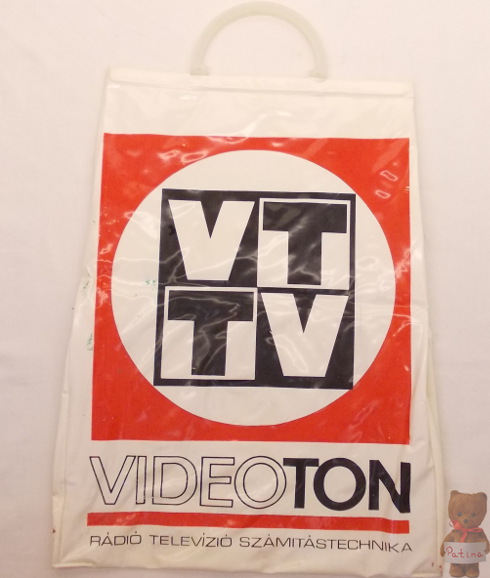 VT
TV
VIDEOTON
RÁDIÓ TELEVÍZIÓ SZÁMITÁSTECHNIKA
Patina